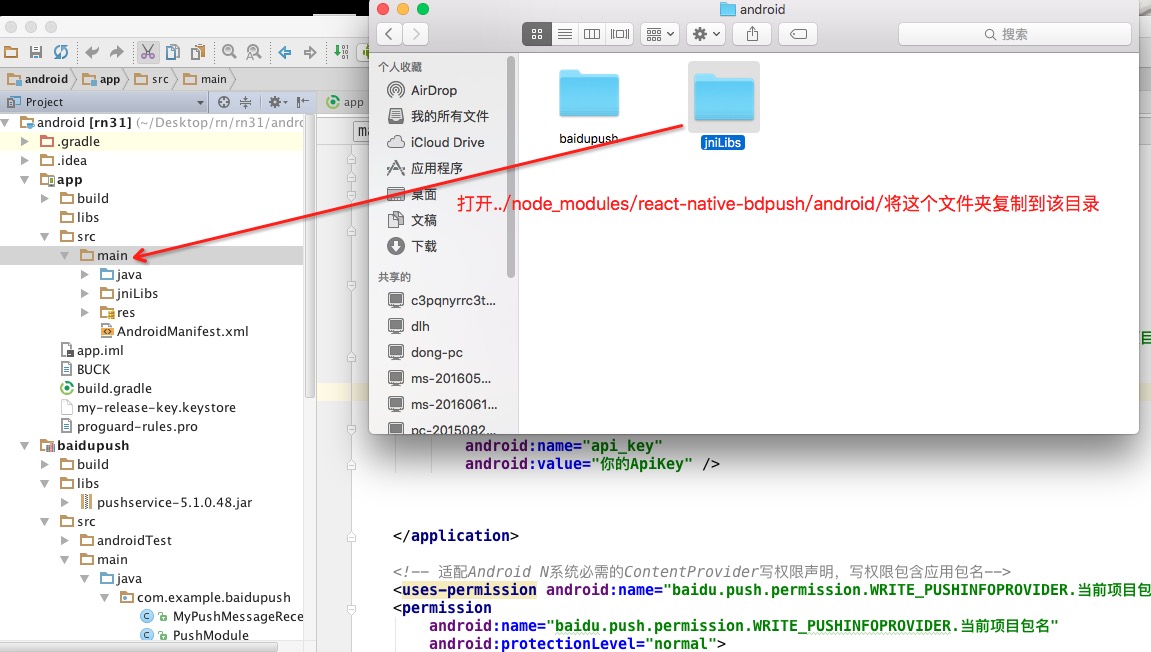 android
搜索
android
app
src
main
Project
app
android [rn31] (~/Desktop/rn/rn31/andro
.gradle
.idea
app
build
libs
src
main
java
jniLibs
res
AndroidManifest.xml
app.iml
BUCK
build.gradle
my-release-key.keystore
proguard-rules.pro
baidupush
build
libs
pushservice-5.1.0.48.jar
src
androidTest
main
java
com.example.baidupush
MyPushMessageRece
PushModule
个人收藏
AirDrop
我的所有文件
iCloud Drive
应用程序
桌面
文稿
下载
共享的
c3pqnyrrc3t...
dlh
dong-pc
ms-201605...
ms-2016061...
pc-2015082...
baidupush
jniLibs
打开../node_modules/react-native-bdpush/android/将这个文件夹复制到该目录
android:name="api_key"
android:value="你的ApiKey" />
</application>
<!-- 适配Android N系统必需的ContentProvider写权限声明，写权限包含应用包名-->
<uses-permission android:name="baidu.push.permission.WRITE_PUSHINFOPROVIDER.当前项目包名
<permission
android:name="baidu.push.permission.WRITE_PUSHINFOPROVIDER.当前项目包名"
android:protectionLevel="normal">